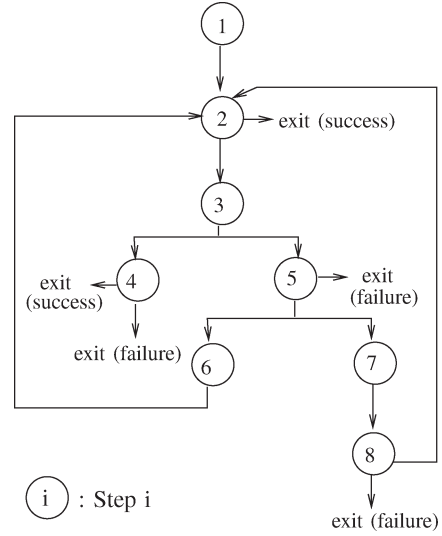 1
2
exit (success)
3
4
exit
(success)
5
exit
(failure)
exit (failure)
6
7
8
i : Step i
exit (failure)